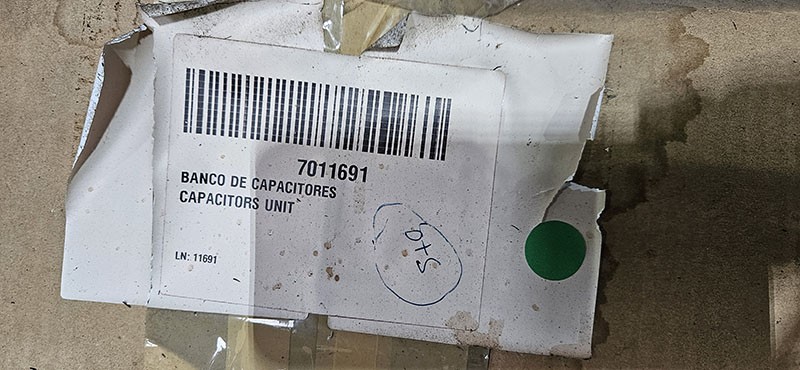 7011691
BANCO DE CAPACITORES
CAPACITORS UNIT
LN: 11691